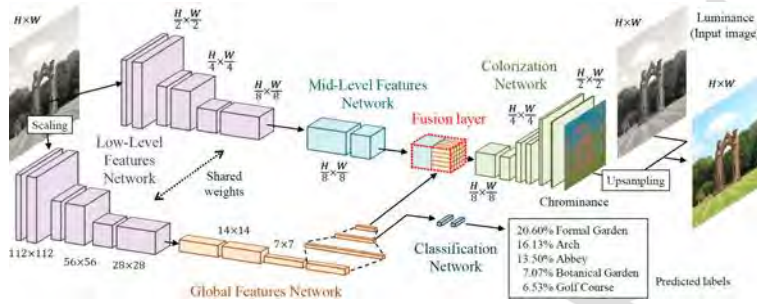 H×W
H/2 × W/2
H/4 × W/4
H/8 × W/8
Scaling
Low-Level
Features
Network
Mid-Level Features
Network
H/8 × W/8
Fusion layer
Colorization
Network
H/2 × W/2
H/4 × W/4
H/8 × W/8
H×W
Luminance
(Input image)
H×W
Chrominance
Upsampling
Shared
weights
112×112
56×56
28×28
14×14
7×7
Global Features Network
Classification
Network
20.60% Formal Garden
16.13% Arch
13.50% Abbey
7.07% Botanical Garden
6.53% Golf Course
Predicted labels